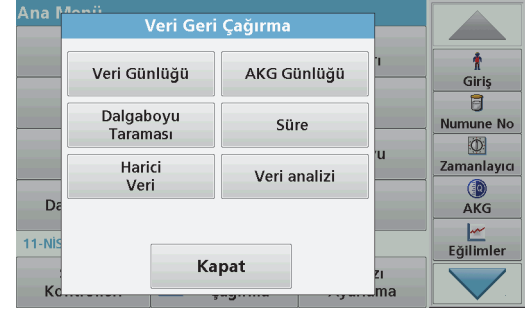 Ana Menü
Veri Geri Çağırma
Veri Günlüğü
AKG Günlüğü
Dalgaboyu
Taraması
Süre
Harici
Veri
Veri analizi
Kapat
11-NİS
Giriş
Numune No
Zamanlayıcı
AKG
Eğilimler